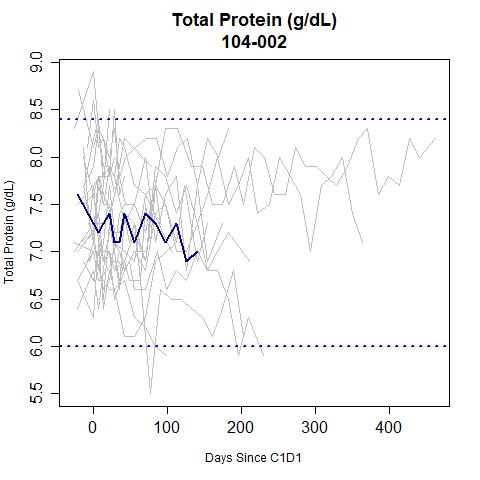 Total Protein (g/dL)
104-002
9.0
8.5
8.0
7.5
7.0
6.5
6.0
5.5
Total Protein (g/dL)
0 100 200 300 400
Days Since C1D1